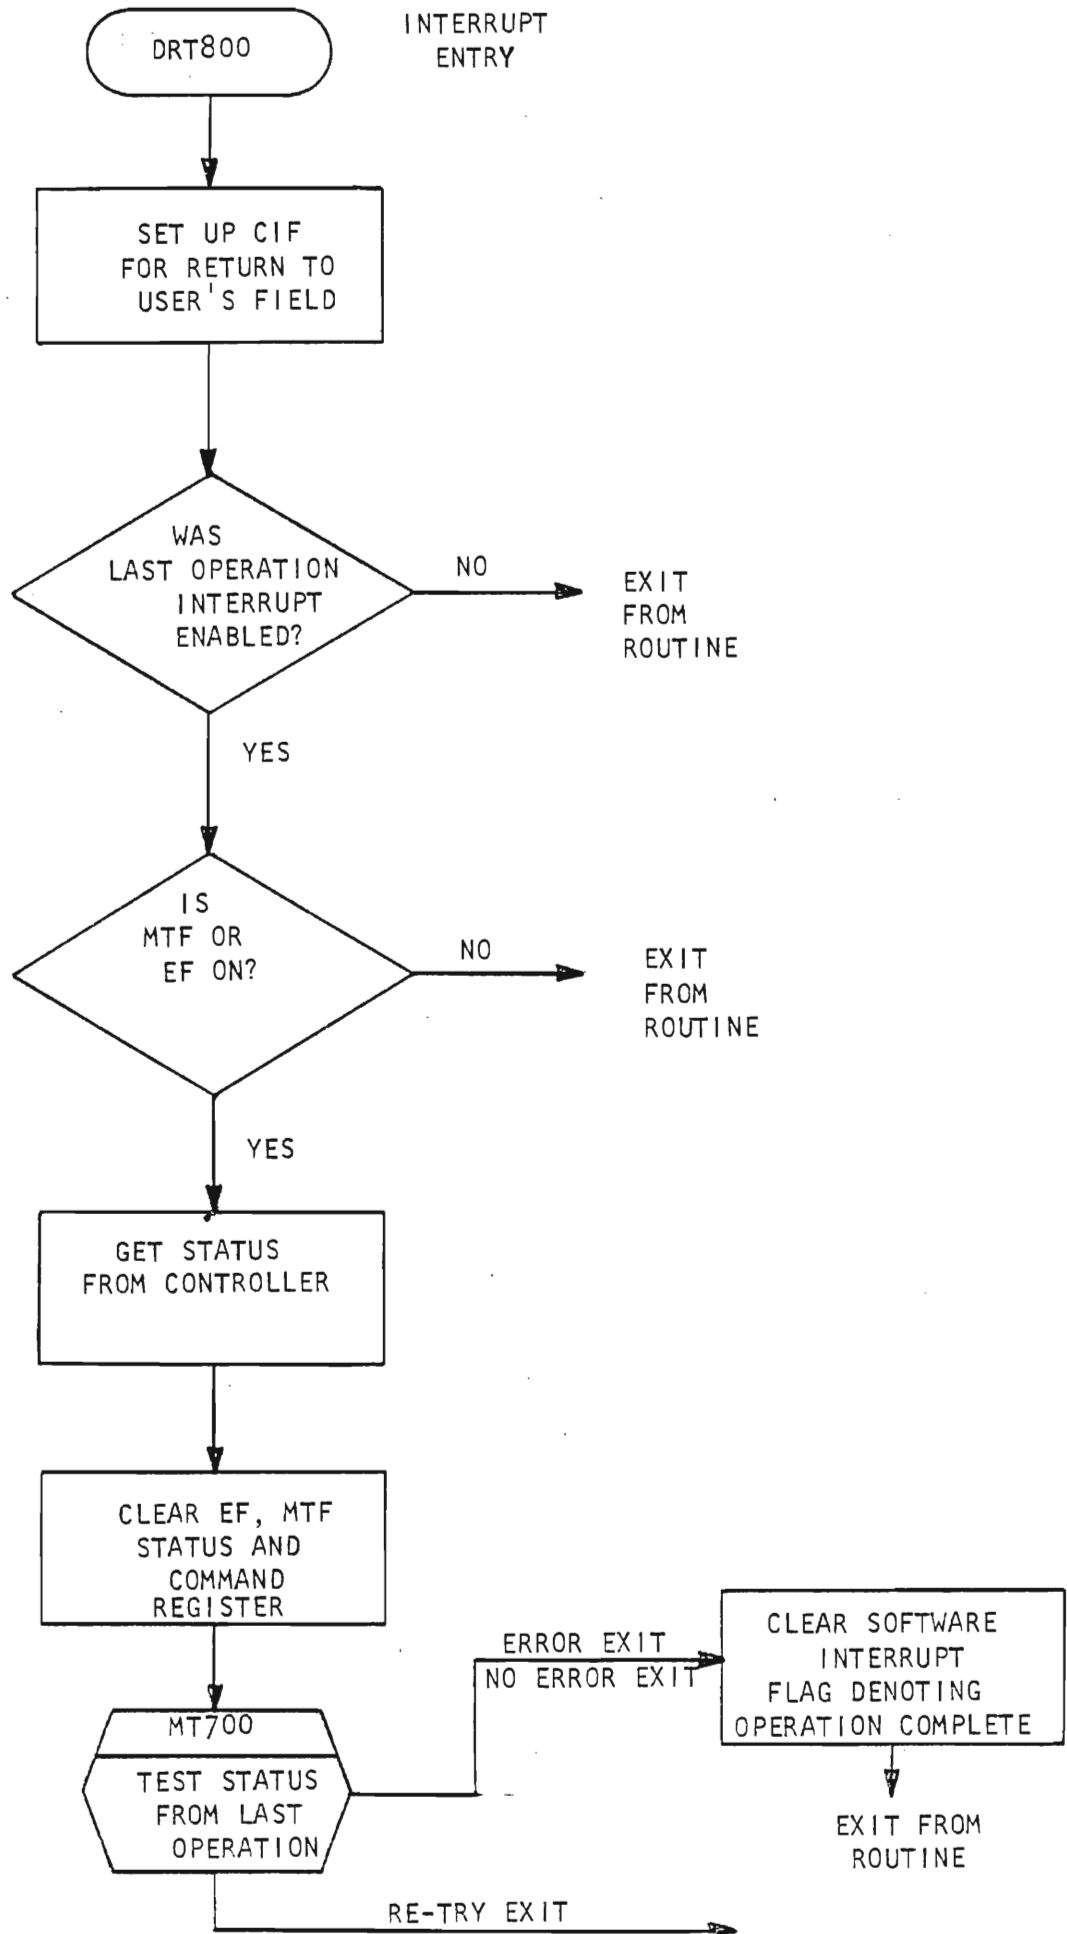 DRT800
INTERRUPT
ENTRY
SET UP CIF
FOR RETURN TO
USER'S FIELD
WAS
LAST OPERATION
INTERRUPT
ENABLED?
NO
EXIT
FROM
ROUTINE
YES
IS
MTF OR
EF ON?
NO
EXIT
FROM
ROUTINE
YES
GET STATUS
FROM CONTROLLER
CLEAR EF, MTF
STATUS AND
COMMAND
REGISTER
MT700
TEST STATUS
FROM LAST
OPERATION
ERROR EXIT
NO ERROR EXIT
CLEAR SOFTWARE
INTERRUPT
FLAG DENOTING
OPERATION COMPLETE
EXIT FROM
ROUTINE
RE-TRY EXIT